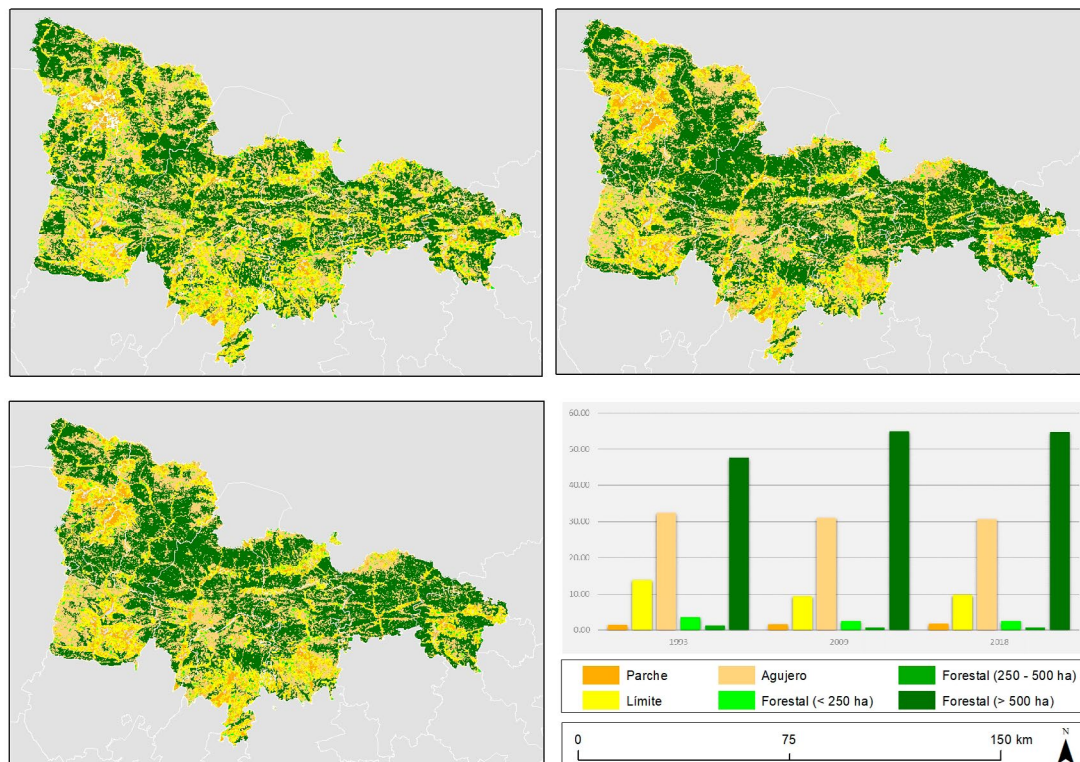 60.00
50.00
40.00
30.00
20.00
10.00
0.00
1993 2009 2018
Parche Agujero Forestal (250 - 500 ha)
Límite Forestal (< 250 ha) Forestal (> 500 ha)
0 75 150 km N